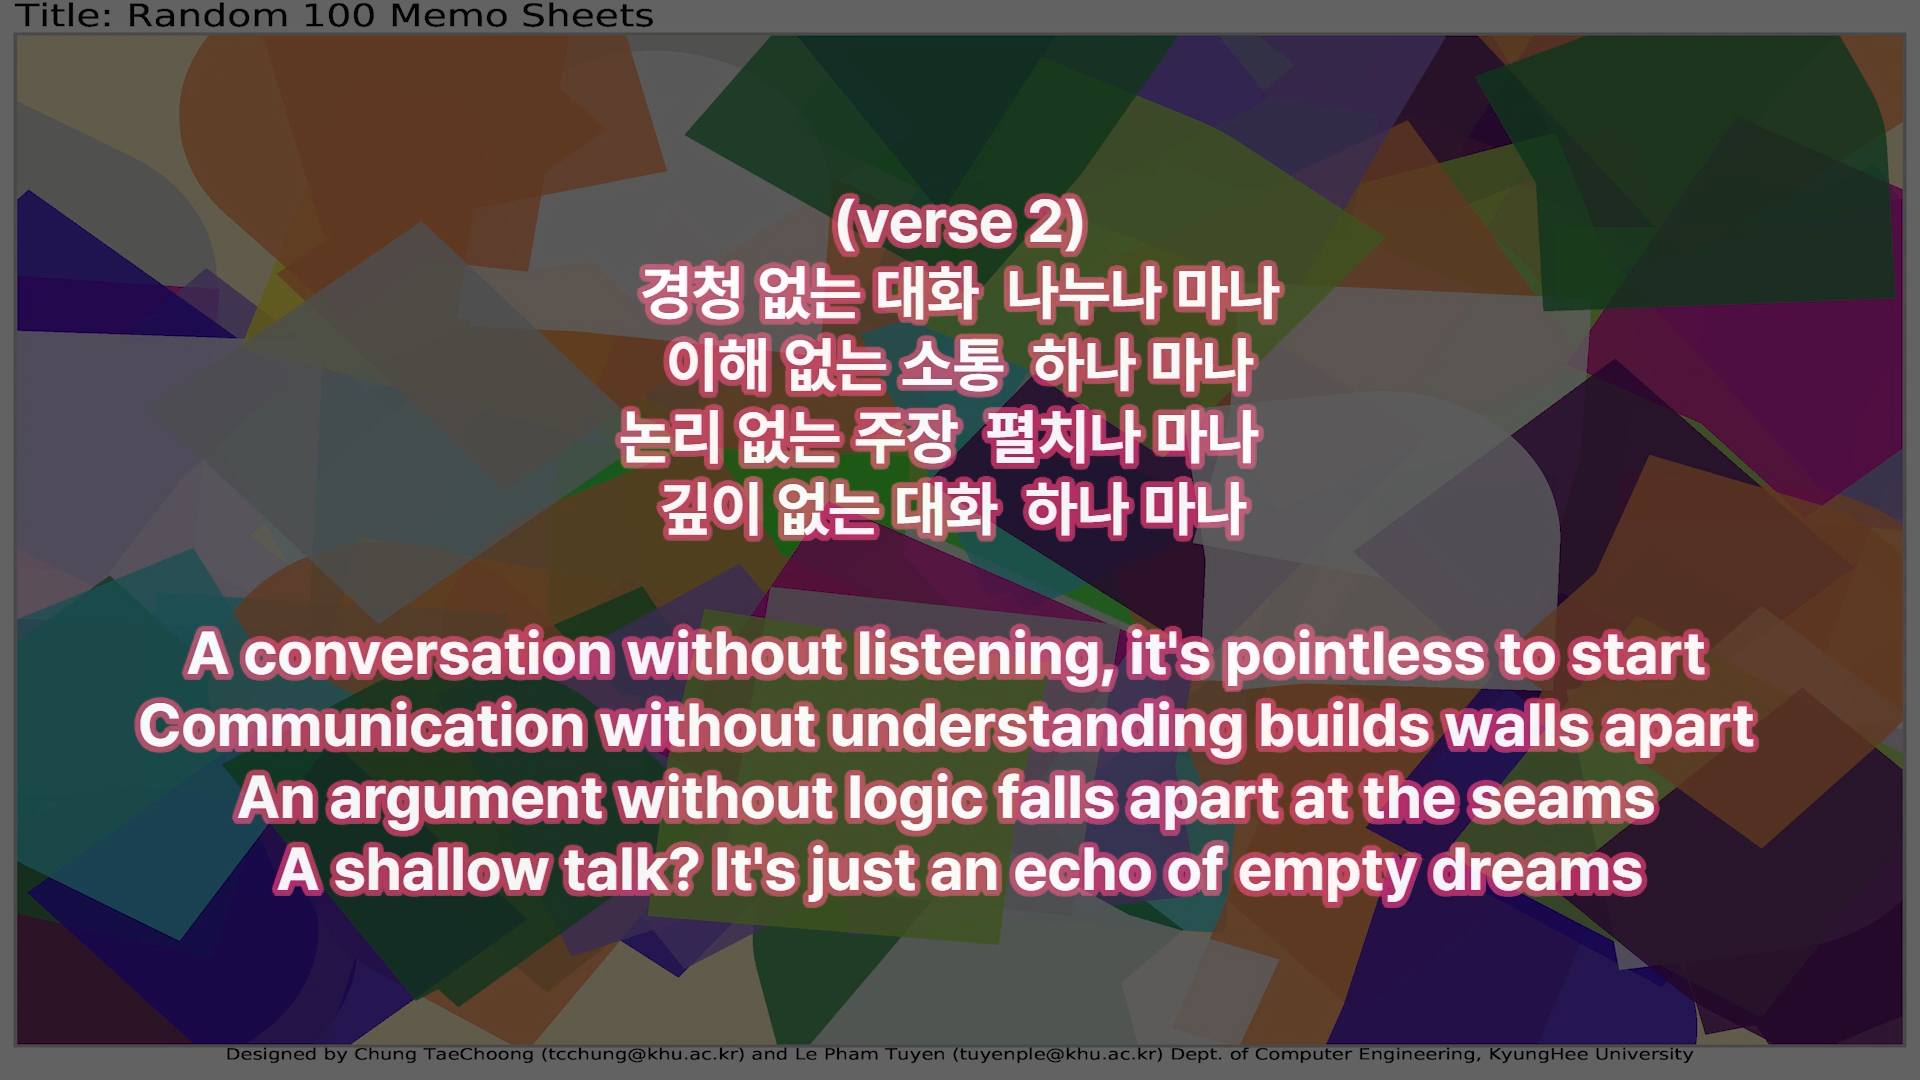 Title: Random 100 Memo Sheets
(verse 2)
경청 없는 대화  나누나 마나
이해 없는 소통  하나 마나
논리 없는 주장  펼치나 마나
깊이 없는 대화  하나 마나
A conversation without listening, it's pointless to start
Communication without understanding builds walls apart
An argument without logic falls apart at the seams
A shallow talk? It's just an echo of empty dreams
Designed by Chung TaeChoong (tcchung@khu.ac.kr) and Le Pham Tuyen (tuyenple@khu.ac.kr) Dept. of Computer Engineering, KyungHee University